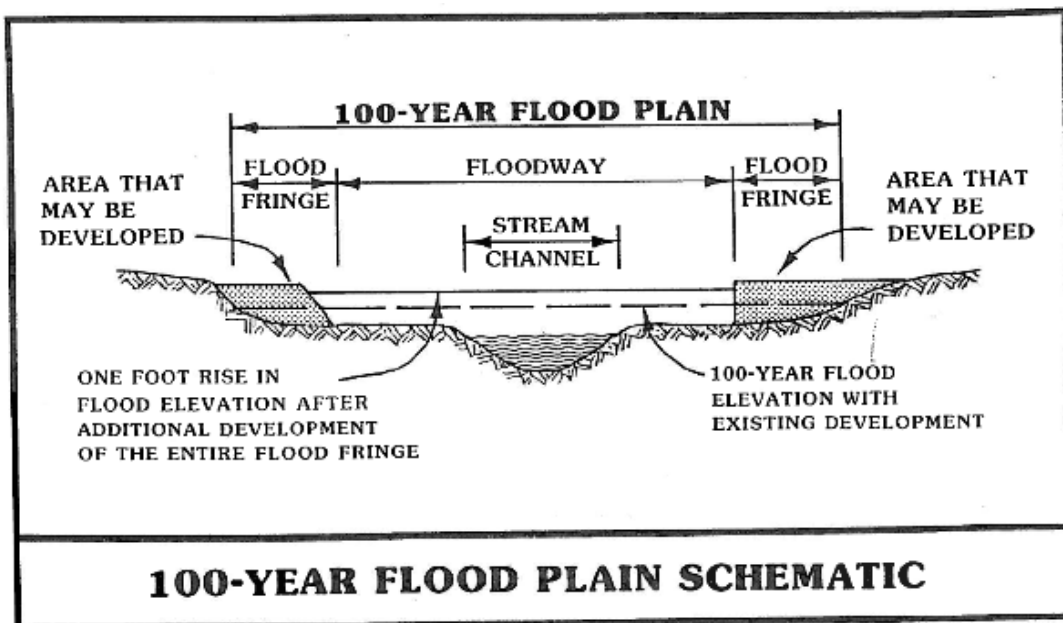 100-YEAR FLOOD PLAIN
FLOOD
FRINGE
FLOODWAY
FLOOD
FRINGE
AREA THAT
MAY BE
DEVELOPED
STREAM
CHANNEL
AREA THAT
MAY BE
DEVELOPED
ONE FOOT RISE IN
FLOOD ELEVATION AFTER
ADDITIONAL DEVELOPMENT
OF THE ENTIRE FLOOD FRINGE
100-YEAR FLOOD
ELEVATION WITH
EXISTING DEVELOPMENT
100-YEAR FLOOD PLAIN SCHEMATIC